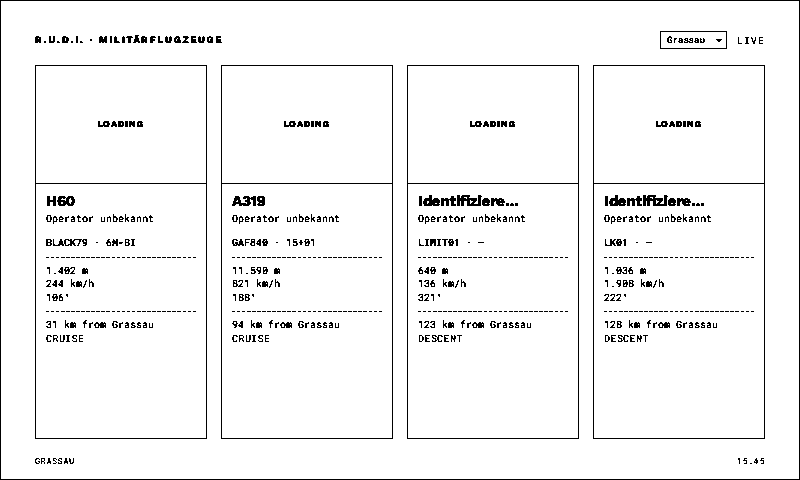 R.U.D.I. · MILITÄRFLUGZEUGE
Grassau
LIVE
LOADING
H60
Operator unbekannt
BLACK79 · 6M-BI
1.402 m
244 km/h
106°
31 km from Grassau
CRUISE
LOADING
A319
Operator unbekannt
GAF840 · 15+01
11.590 m
821 km/h
188°
94 km from Grassau
CRUISE
LOADING
Identifiziere…
Operator unbekannt
LIMIT01 · —
640 m
136 km/h
321°
123 km from Grassau
DESCENT
LOADING
Identifiziere…
Operator unbekannt
LK01 · —
1.036 m
1.908 km/h
222°
128 km from Grassau
DESCENT
GRASSAU
15.45